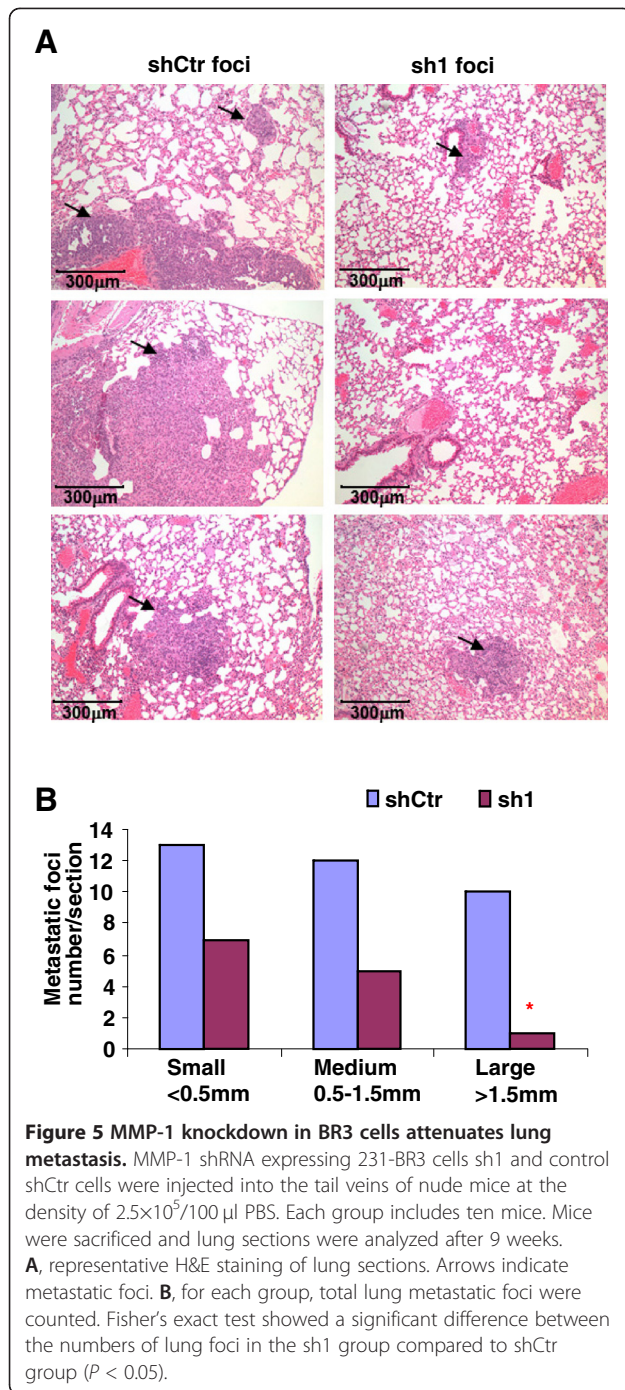 A
shCtr foci sh1 foci
300µm 300µm
300µm 300µm
300µm 300µm
B
shCtr sh1
Metastatic foci
number/section
14
12
10
8
6
4
2
0
*
Small Medium Large
<0.5mm 0.5-1.5mm >1.5mm
Figure 5 MMP-1 knockdown in BR3 cells attenuates lung
metastasis. MMP-1 shRNA expressing 231-BR3 cells sh1 and control
shCtr cells were injected into the tail veins of nude mice at the
density of 2.5×10⁵/100 µl PBS. Each group includes ten mice. Mice
were sacrificed and lung sections were analyzed after 9 weeks.
A, representative H&E staining of lung sections. Arrows indicate
metastatic foci. B, for each group, total lung metastatic foci were
counted. Fisher's exact test showed a significant difference between
the numbers of lung foci in the sh1 group compared to shCtr
group (P < 0.05).